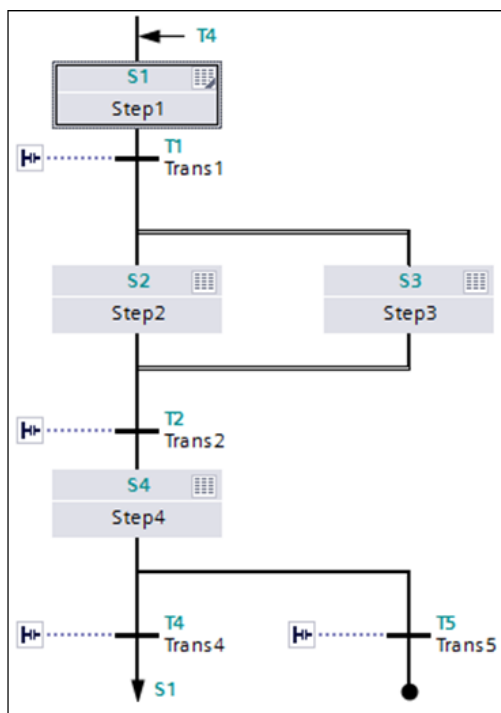 T4
S1
Step1
T1
Trans1
S2
S3
Step2
Step3
T2
Trans2
S4
Step4
T4
T5
Trans4
Trans5
S1